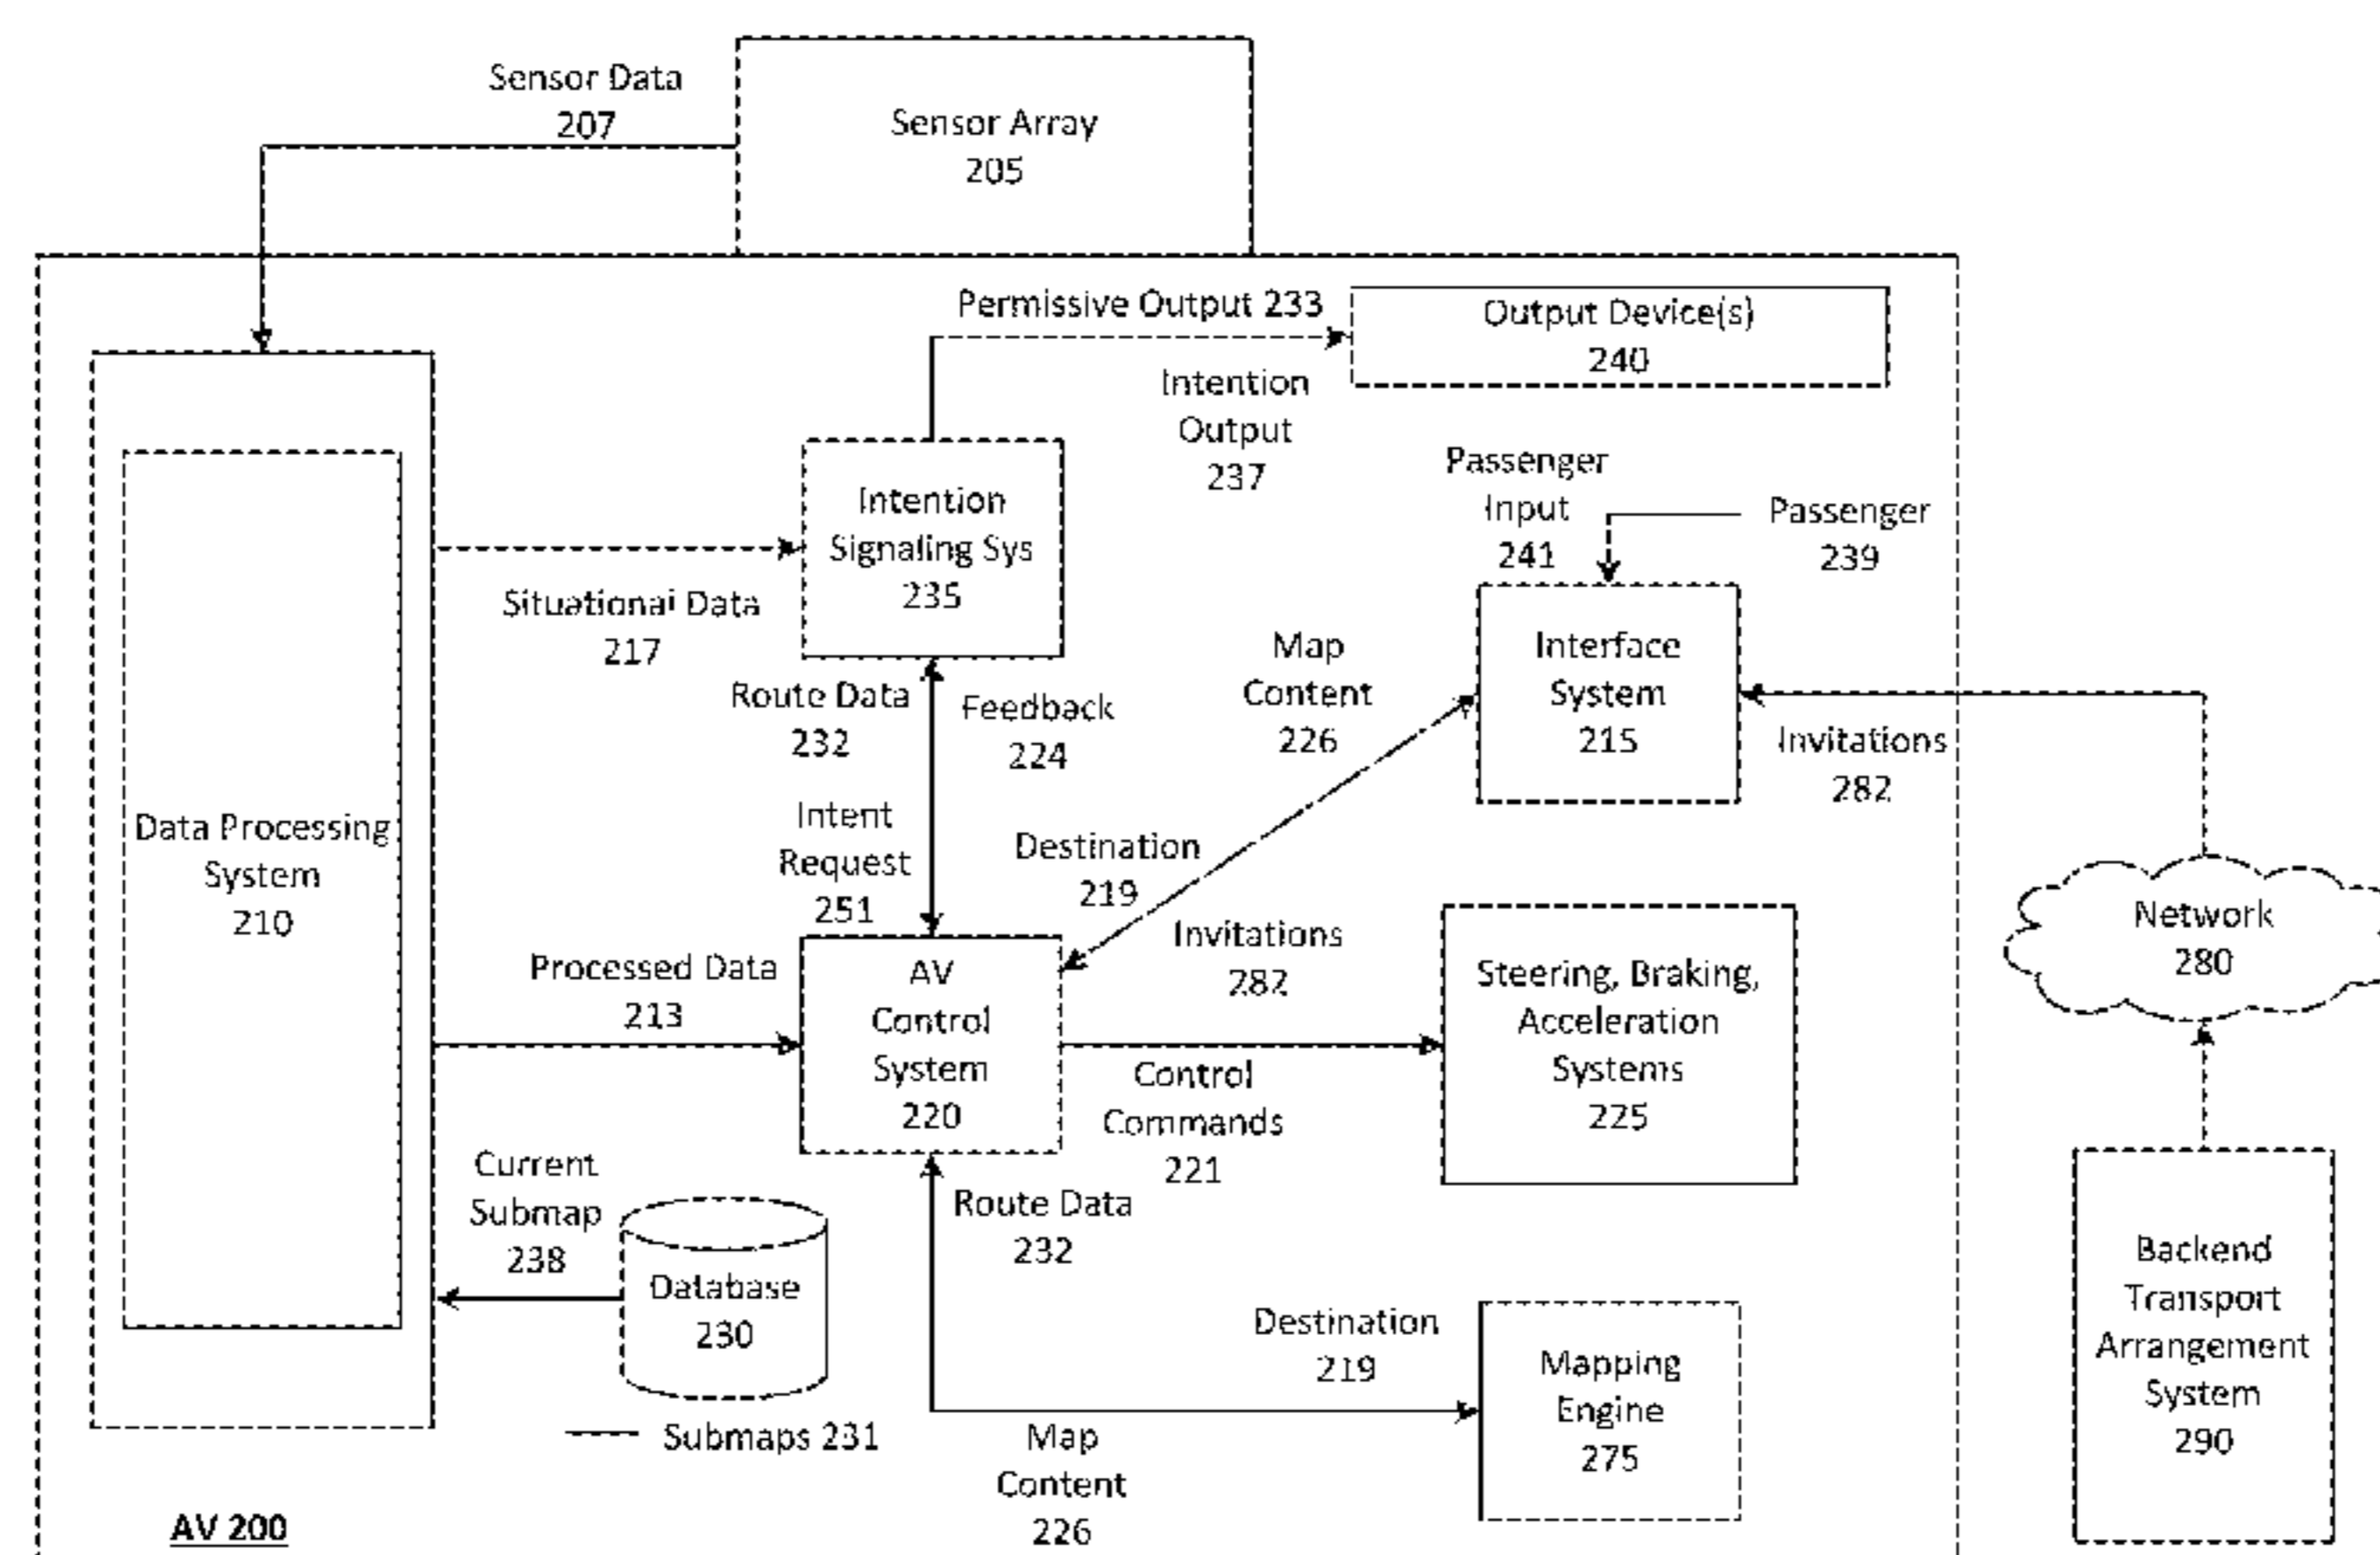 Sensor Data
207
Sensor Array
205
Permissive Output 233
Output Device(s)
240
Intention
Output
237
Passenger
Input
241
Passenger
239
Intention
Signaling Sys
235
Situational Data
217
Interface
System
215
Map
Content
226
Route Data
232
Feedback
224
Invitations
282
Intent
Request
251
Destination
219
Data Processing
System
210
Invitations
282
Network
280
Processed Data
213
AV
Control
System
220
Steering, Braking,
Acceleration
Systems
225
Control
Commands
221
Current
Submap
238
Database
230
Route Data
232
Backend
Transport
Arrangement
System
290
Destination
219
Mapping
Engine
275
Submaps 231
Map
Content
226
AV 200